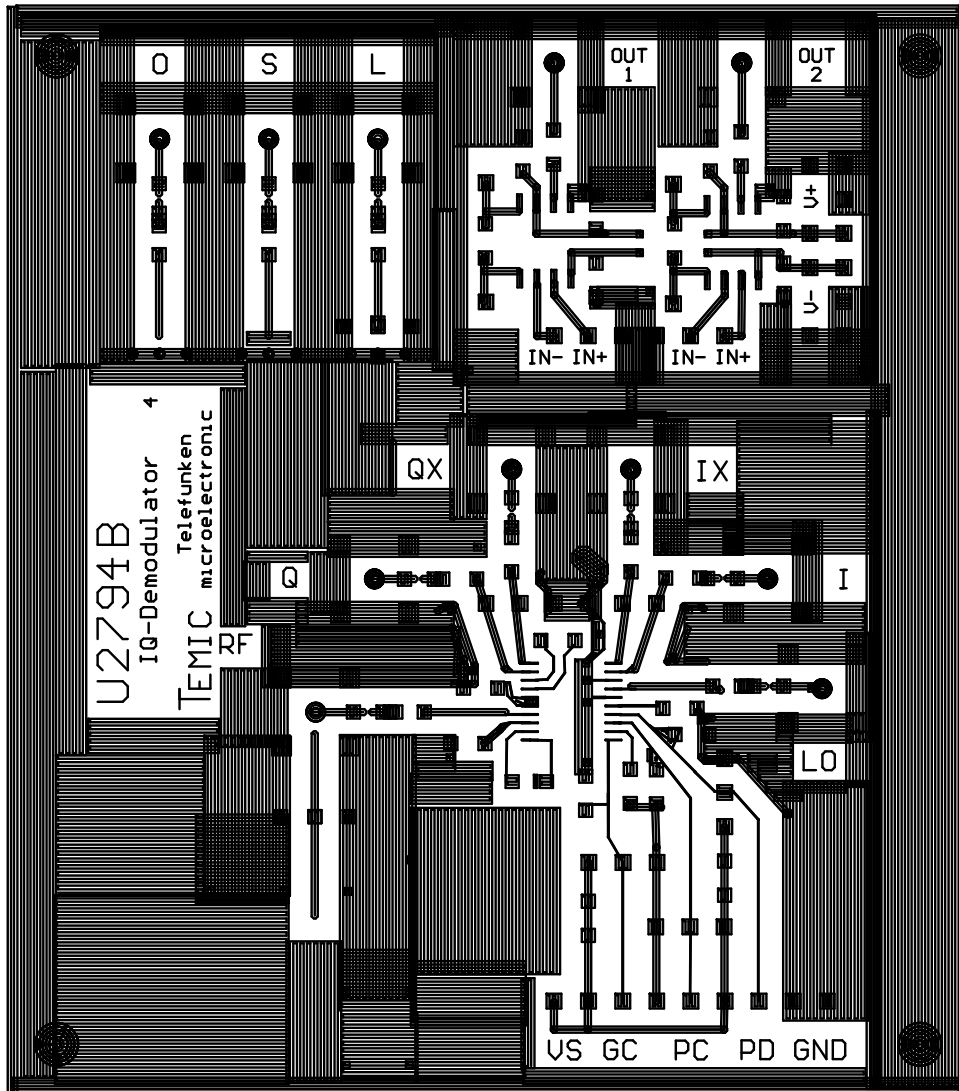 O S L
OUT 1
OUT 2
V+
V-
IN- IN+
IN- IN+
QX
IX
Q
I
U2794B
IQ-Demodulator 4
TEMIC
Telefunken
microelectronic
RF
LO
VS GC PC PD GND